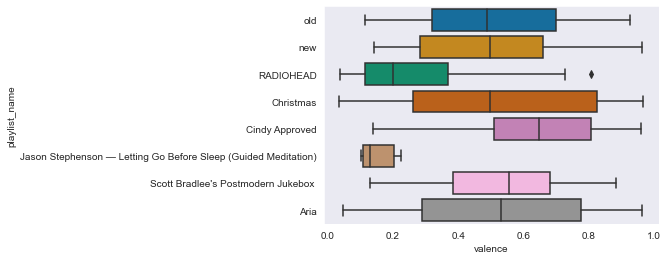 old
new
RADIOHEAD
Christmas
Cindy Approved
Jason Stephenson — Letting Go Before Sleep (Guided Meditation)
Scott Bradlee's Postmodern Jukebox
Aria
playlist_name
0.0 0.2 0.4 0.6 0.8 1.0
valence